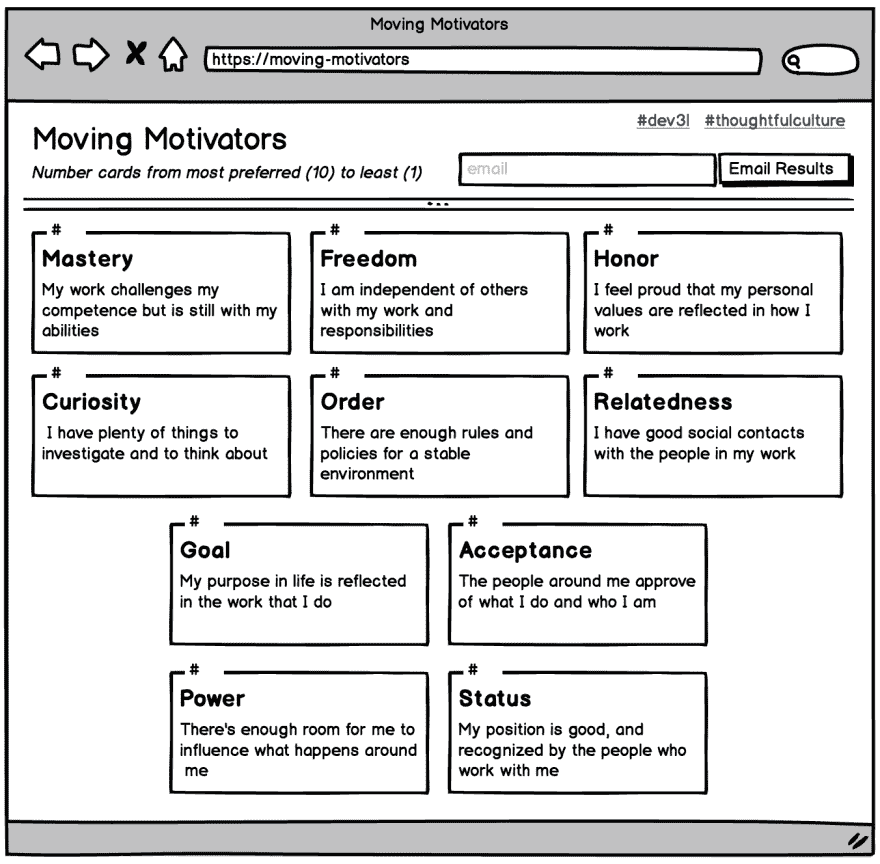 Moving Motivators
https://moving-motivators
#dev3l #thoughtfulculture
Moving Motivators
Number cards from most preferred (10) to least (1)
email
Email Results
#
Mastery
My work challenges my
competence but is still with my
abilities
#
Freedom
I am independent of others
with my work and
responsibilities
#
Honor
I feel proud that my personal
values are reflected in how I
work
#
Curiosity
I have plenty of things to
investigate and to think about
#
Order
There are enough rules and
policies for a stable
environment
#
Relatedness
I have good social contacts
with the people in my work
#
Goal
My purpose in life is reflected
in the work that I do
#
Acceptance
The people around me approve
of what I do and who I am
#
Power
There's enough room for me to
influence what happens around
me
#
Status
My position is good, and
recognized by the people who
work with me